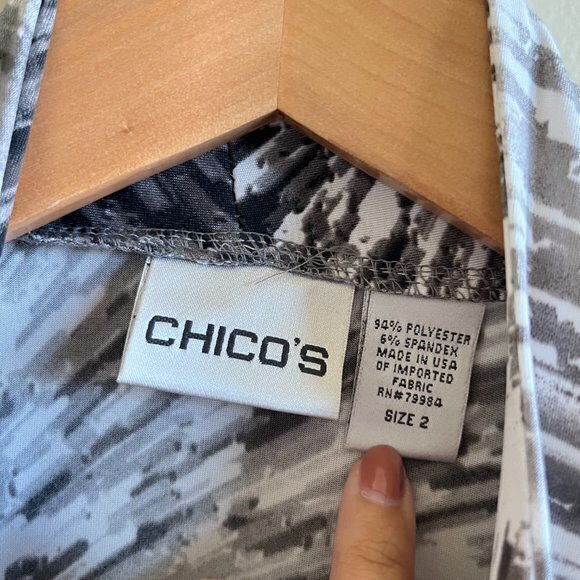 CHICO'S
94% POLYESTER
6% SPANDEX
MADE IN USA
OF IMPORTED
FABRIC
RN#79984
SIZE 2